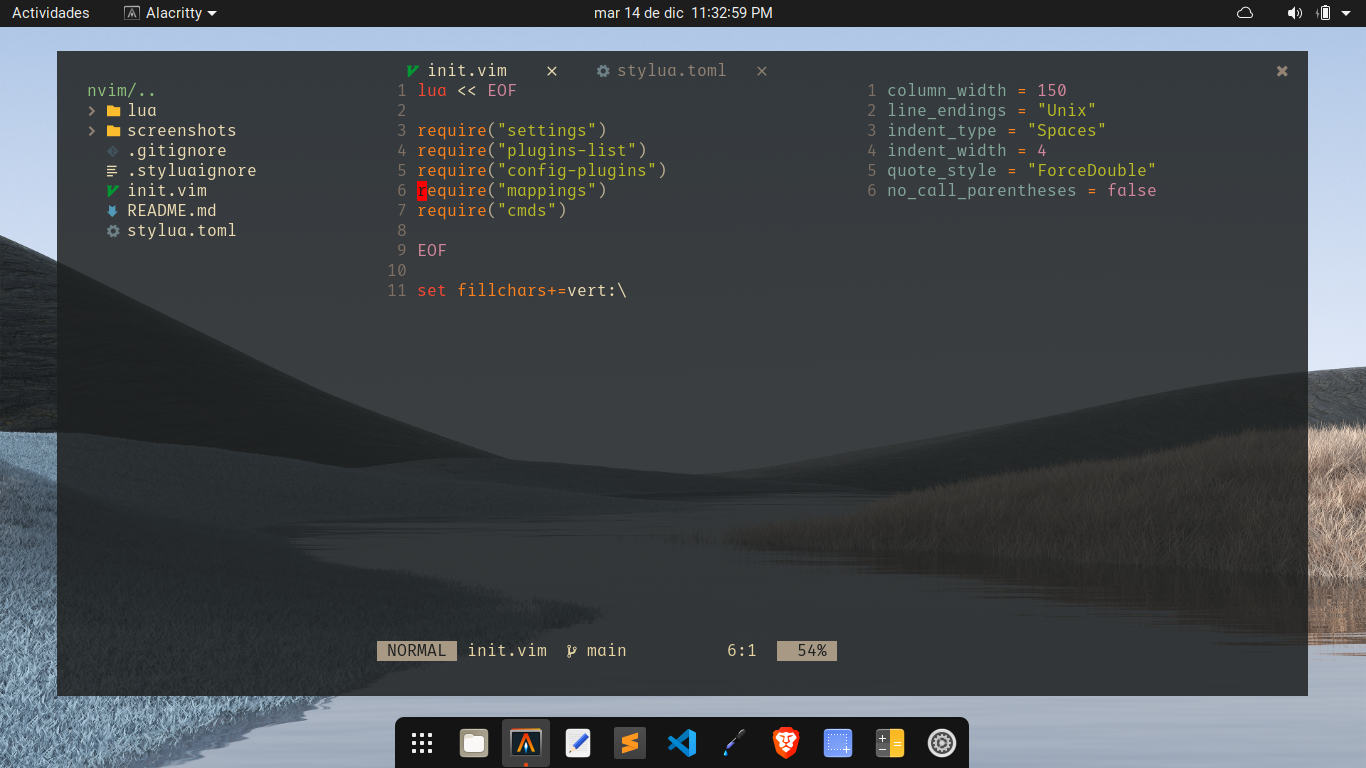 Actividades Alacritty mar 14 de dic 11:32:59 PM
init.vim × stylua.toml ×
nvim/..
lua
screenshots
.gitignore
.styluaignore
init.vim
README.md
stylua.toml
1 lua << EOF
2
3 require("settings")
4 require("plugins-list")
5 require("config-plugins")
6 require("mappings")
7 require("cmds")
8
9 EOF
10
11 set fillchars+=vert:\
1 column_width = 150
2 line_endings = "Unix"
3 indent_type = "Spaces"
4 indent_width = 4
5 quote_style = "ForceDouble"
6 no_call_parentheses = false
NORMAL init.vim main 6:1 54%